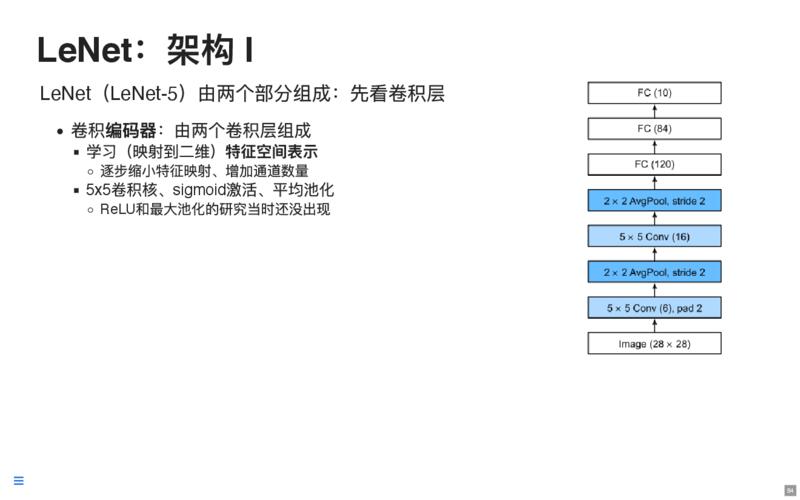 LeNet：架构 I
LeNet（LeNet-5）由两个部分组成：先看卷积层
卷积编码器：由两个卷积层组成
学习（映射到二维）特征空间表示
逐步缩小特征映射、增加通道数量
5x5卷积核、sigmoid激活、平均池化
ReLU和最大池化的研究当时还没出现
FC (10)
FC (84)
FC (120)
2 × 2 AvgPool, stride 2
5 × 5 Conv (16)
2 × 2 AvgPool, stride 2
5 × 5 Conv (6), pad 2
Image (28 × 28)
54